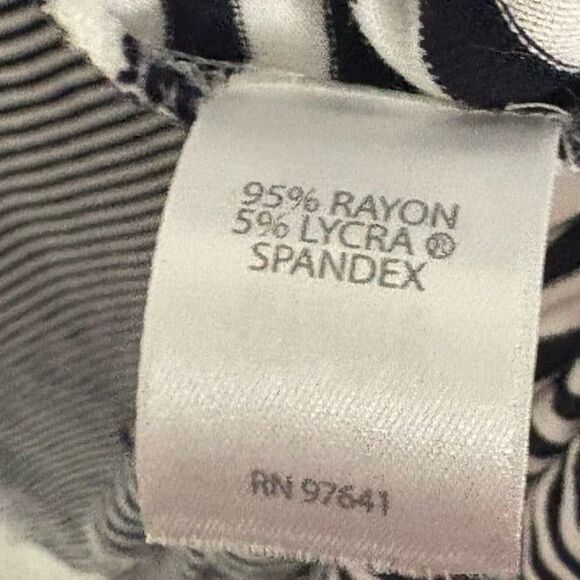 95% RAYON
5% LYCRA ®
SPANDEX
RN 97641